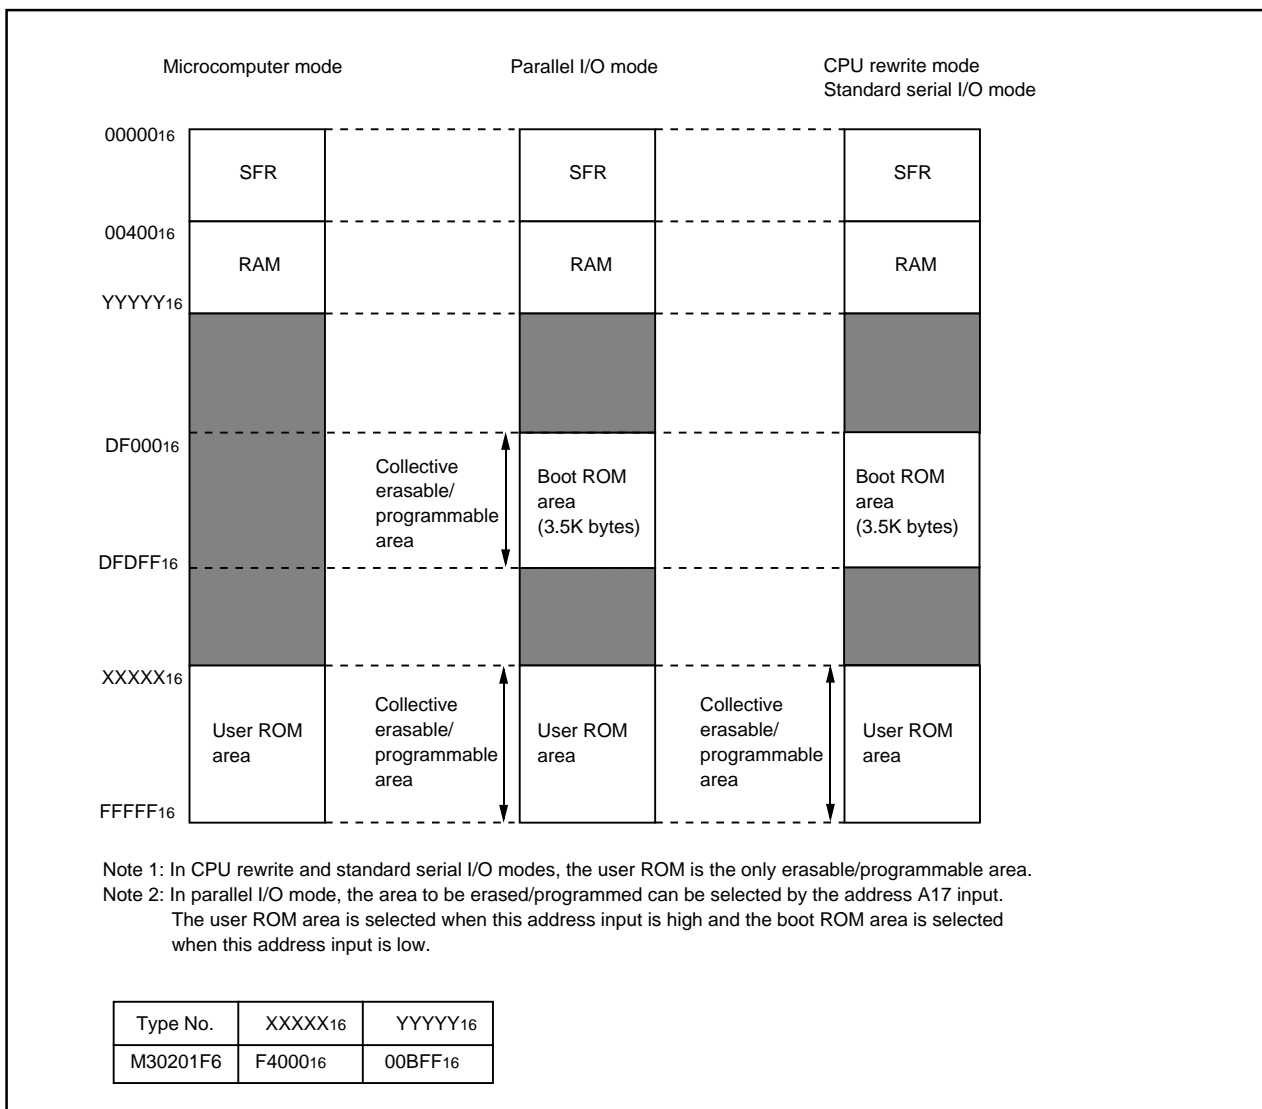 Microcomputer mode
Parallel I/O mode
CPU rewrite mode
Standard serial I/O mode
0000016
SFR
SFR
SFR
0040016
RAM
RAM
RAM
YYYYY16
DF00016
Collective
erasable/
programmable
area
Boot ROM
area
(3.5K bytes)
Boot ROM
area
(3.5K bytes)
DFDFF16
XXXXX16
User ROM
area
Collective
erasable/
programmable
area
User ROM
area
Collective
erasable/
programmable
area
User ROM
area
FFFFF16
Note 1: In CPU rewrite and standard serial I/O modes, the user ROM is the only erasable/programmable area.
Note 2: In parallel I/O mode, the area to be erased/programmed can be selected by the address A17 input.
The user ROM area is selected when this address input is high and the boot ROM area is selected
when this address input is low.
Type No. XXXXX16 YYYYY16
M30201F6 F400016 00BFF16